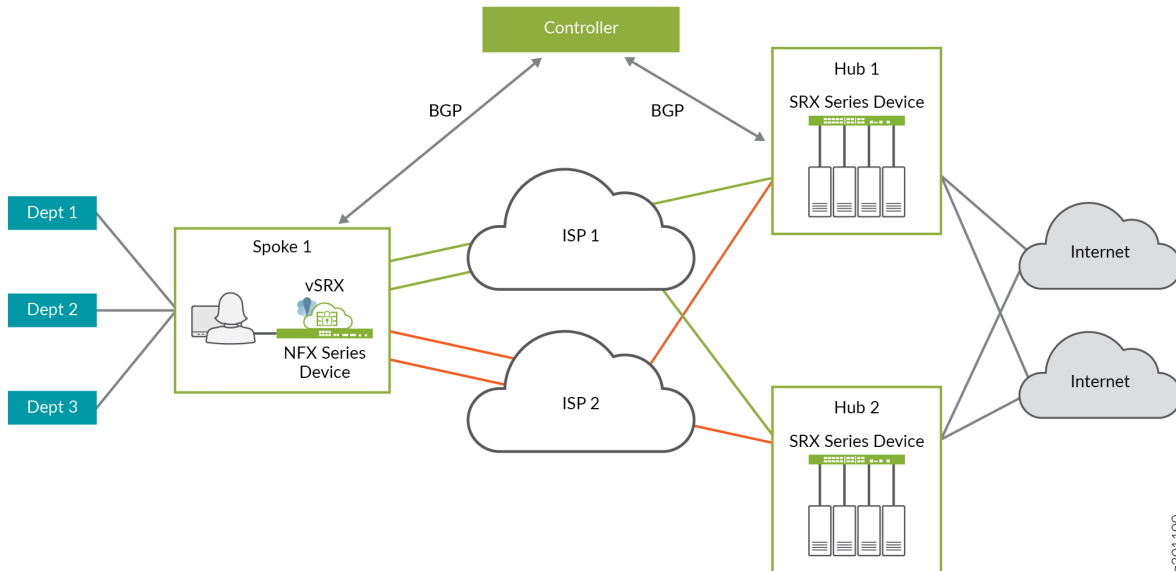 Controller
BGP
BGP
Hub 1
SRX Series Device
Dept 1
Dept 2
Dept 3
Spoke 1
vSRX
NFX Series
Device
ISP 1
ISP 2
Internet
Internet
Hub 2
SRX Series Device